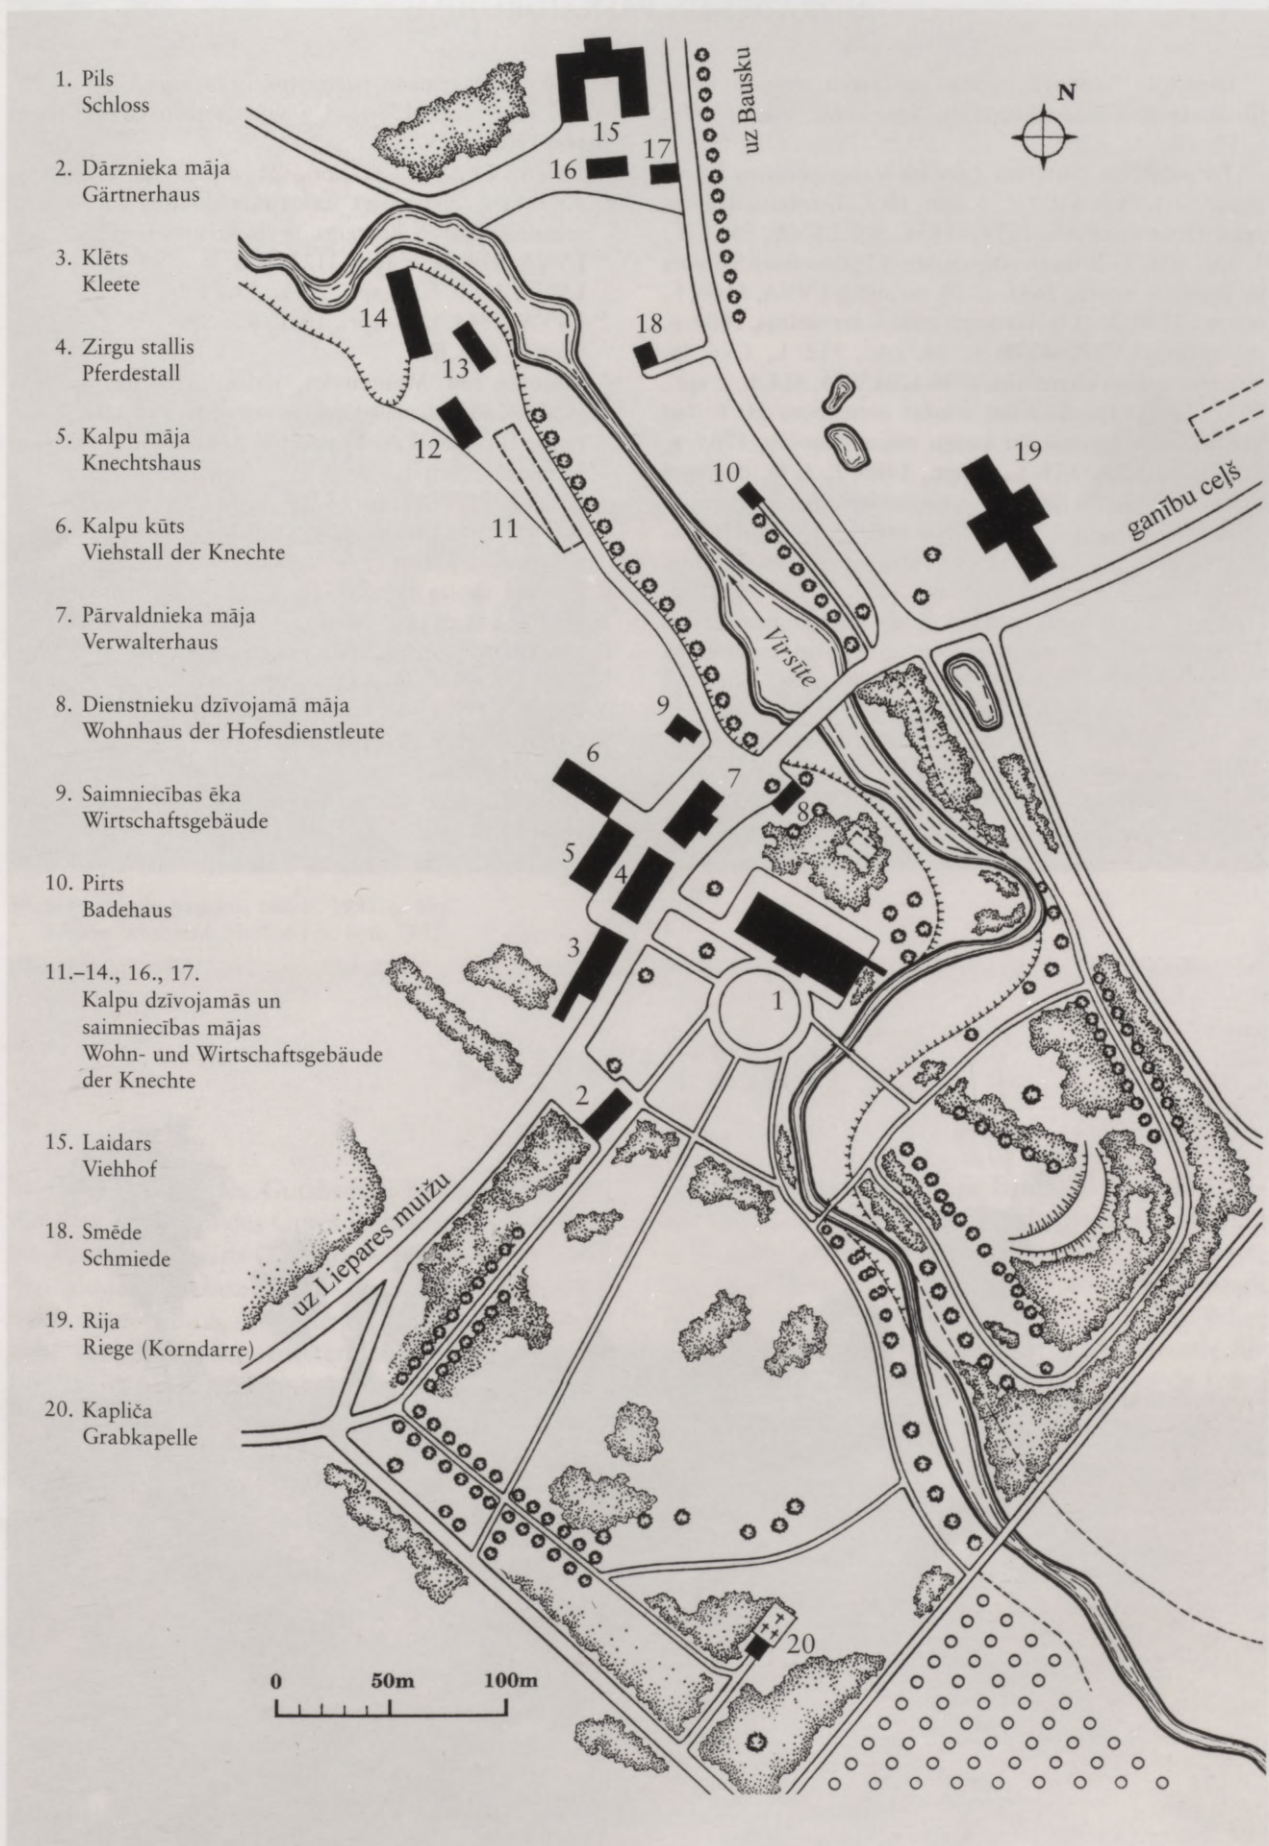 1. Pils
Schloss
2. Dārznieka māja
Gärtnerhaus
3. Klēts
Kleete
4. Zirgu stallis
Pferdestall
5. Kalpu māja
Knechtshaus
6. Kalpu kūts
Viehstall der Knechte
7. Pārvaldnieka māja
Verwalterhaus
8. Dienstnieku dzīvojamā māja
Wohnhaus der Hofesdienstleute
9. Saimniecības ēka
Wirtschaftsgebäude
10. Pirts
Badehaus
11.–14., 16., 17.
Kalpu dzīvojamās un
saimniecības mājas
Wohn- und Wirtschaftsgebäude
der Knechte
15. Laidars
Viehhof
18. Smēde
Schmiede
19. Rija
Riege (Korndarre)
20. Kapliča
Grabkapelle
uz Bausku
N
15
16
17
14
13
18
12
11
10
19
ganību ceļš
Virsīte
9
6
7
8
5
4
3
1
2
uz Liepares muižu
20
0 50m 100m